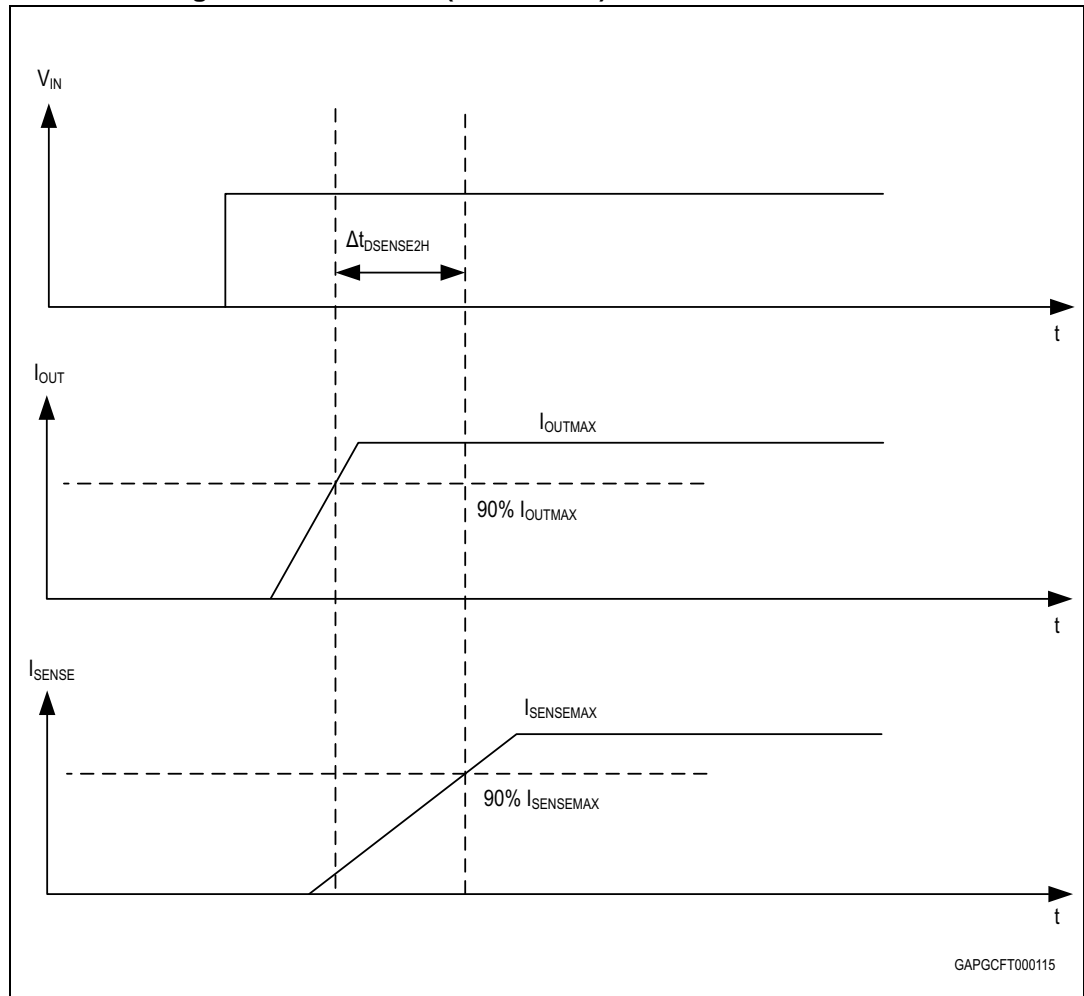 V_IN
Δt_DSENSE2H
t
I_OUT
I_OUTMAX
90% I_OUTMAX
t
I_SENSE
I_SENSEMAX
90% I_SENSEMAX
t
GAPGCFT000115